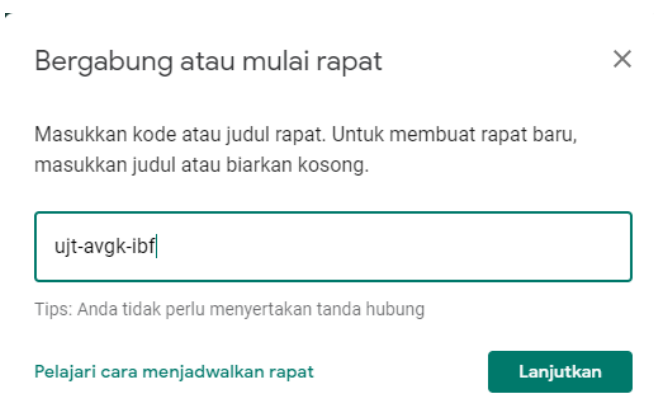 Bergabung atau mulai rapat
Masukkan kode atau judul rapat. Untuk membuat rapat baru,
masukkan judul atau biarkan kosong.
ujt-avgk-ibf
Tips: Anda tidak perlu menyertakan tanda hubung
Pelajari cara menjadwalkan rapat
Lanjutkan